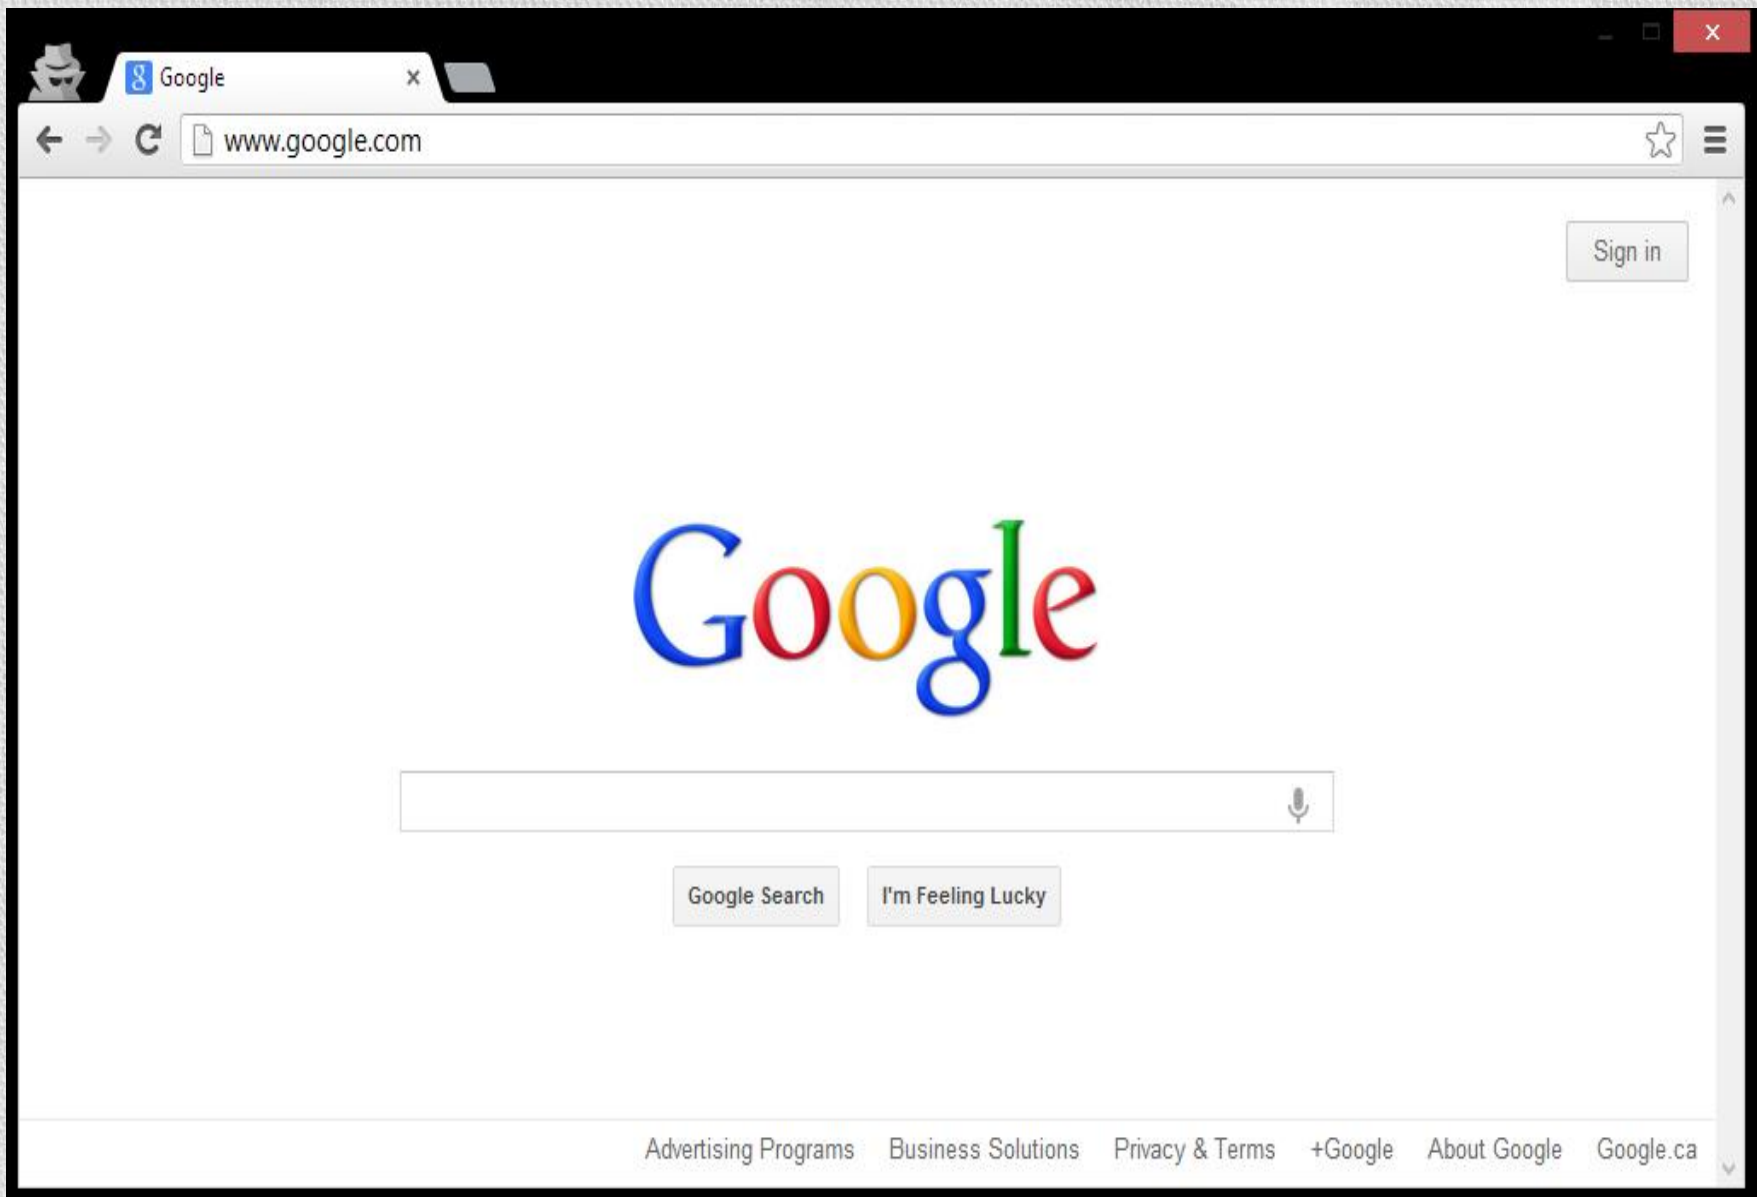 Google
www.google.com
Sign in
Google
Google Search I'm Feeling Lucky
Advertising Programs Business Solutions Privacy & Terms +Google About Google Google.ca